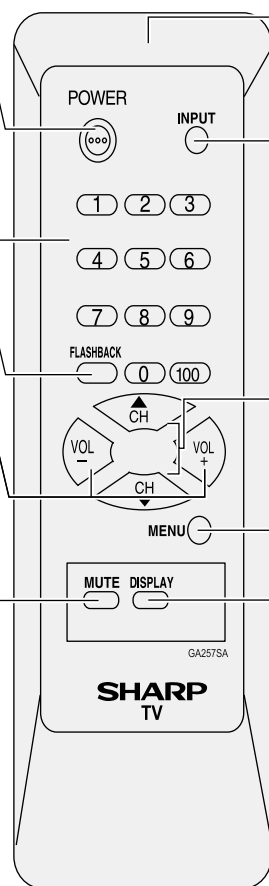 POWER
INPUT
1 2 3
4 5 6
7 8 9
FLASHBACK
0 100
CH
VOL
–
VOL
+
CH
MENU
MUTE DISPLAY
GA257SA
SHARP
TV